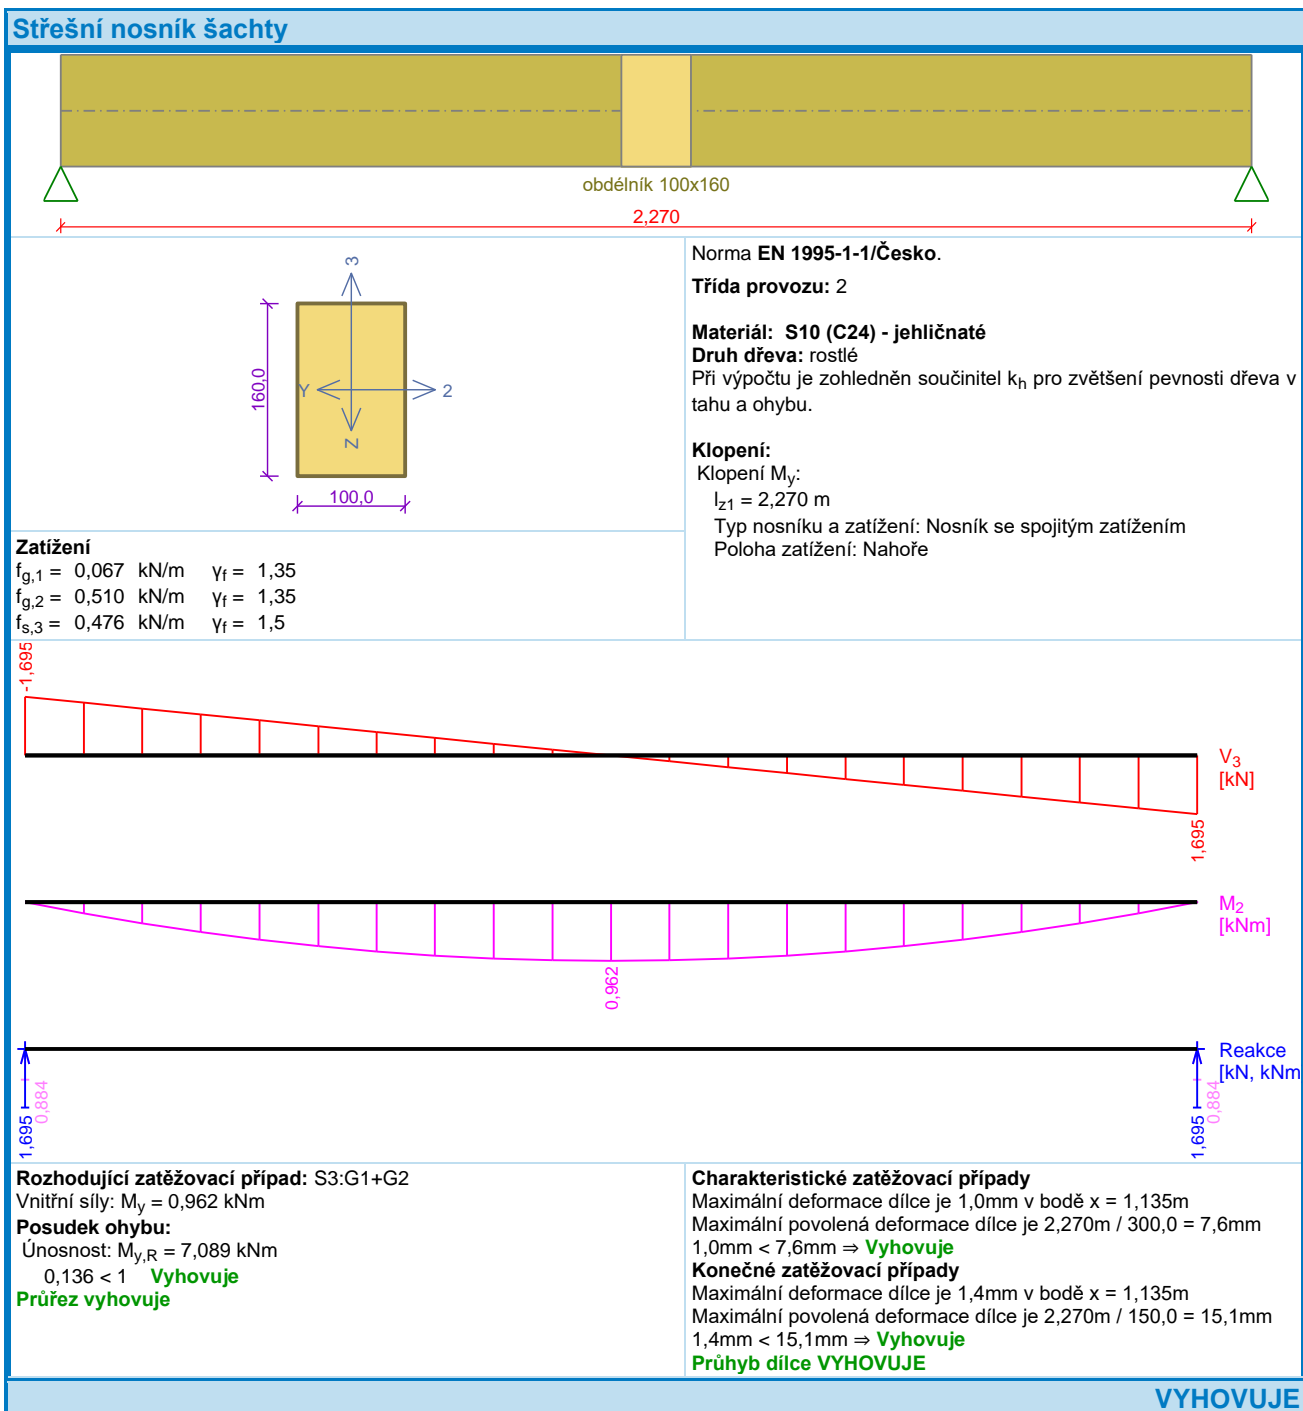 Střešní nosník šachty
obdélník 100x160
2,270
3
160,0
Y
2
Z
100,0
Norma EN 1995-1-1/Česko.
Třída provozu: 2
Materiál: S10 (C24) - jehličnaté
Druh dřeva: rostlé
Při výpočtu je zohledněn součinitel kh pro zvětšení pevnosti dřeva v
tahu a ohybu.
Klopení:
Klopení My:
lz1 = 2,270 m
Typ nosníku a zatížení: Nosník se spojitým zatížením
Poloha zatížení: Nahoře
Zatížení
fg,1 = 0,067 kN/m γf = 1,35
fg,2 = 0,510 kN/m γf = 1,35
fs,3 = 0,476 kN/m γf = 1,5
-1,695
V3
[kN]
1,695
M2
[kNm]
0,962
Reakce
[kN, kNm
1,695
0,884
1,695
0,884
Rozhodující zatěžovací případ: S3:G1+G2
Vnitřní síly: My = 0,962 kNm
Posudek ohybu:
Únosnost: My,R = 7,089 kNm
0,136 < 1 Vyhovuje
Průřez vyhovuje
Charakteristické zatěžovací případy
Maximální deformace dílce je 1,0mm v bodě x = 1,135m
Maximální povolená deformace dílce je 2,270m / 300,0 = 7,6mm
1,0mm < 7,6mm ⇒ Vyhovuje
Konečné zatěžovací případy
Maximální deformace dílce je 1,4mm v bodě x = 1,135m
Maximální povolená deformace dílce je 2,270m / 150,0 = 15,1mm
1,4mm < 15,1mm ⇒ Vyhovuje
Průhyb dílce VYHOVUJE
VYHOVUJE